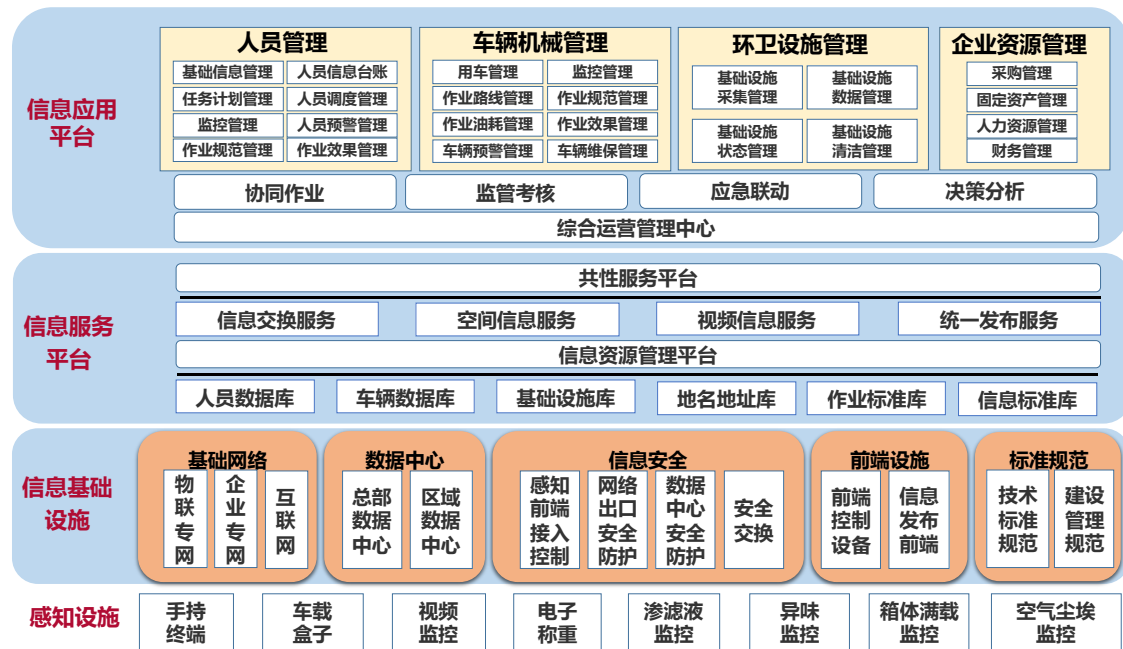 信息应用
平台
人员管理
基础信息管理
人员信息台账
任务计划管理
人员调度管理
监控管理
人员预警管理
作业规范管理
作业效果管理
车辆机械管理
用车管理
监控管理
作业路线管理
作业规范管理
作业油耗管理
作业效果管理
车辆预警管理
车辆维保管理
环卫设施管理
基础设施
采集管理
基础设施
数据管理
基础设施
状态管理
基础设施
清洁管理
企业资源管理
采购管理
固定资产管理
人力资源管理
财务管理
协同作业
监管考核
应急联动
决策分析
综合运营管理中心
信息服务
平台
共性服务平台
信息交换服务
空间信息服务
视频信息服务
统一发布服务
信息资源管理平台
人员数据库
车辆数据库
基础设施库
地名地址库
作业标准库
信息标准库
信息基础
设施
基础网络
物
联
专
网
企
业
专
网
互
联
网
数据中心
总部
数据
中心
区域
数据
中心
信息安全
感知
前端
接入
控制
网络
出口
安全
防护
数据
中心
安全
防护
安全
交换
前端设施
前端
控制
设备
信息
发布
前端
标准规范
技术
标准
规范
建设
管理
规范
感知设施
手持
终端
车载
盒子
视频
监控
电子
称重
渗滤液
监控
异味
监控
箱体满载
监控
空气尘埃
监控